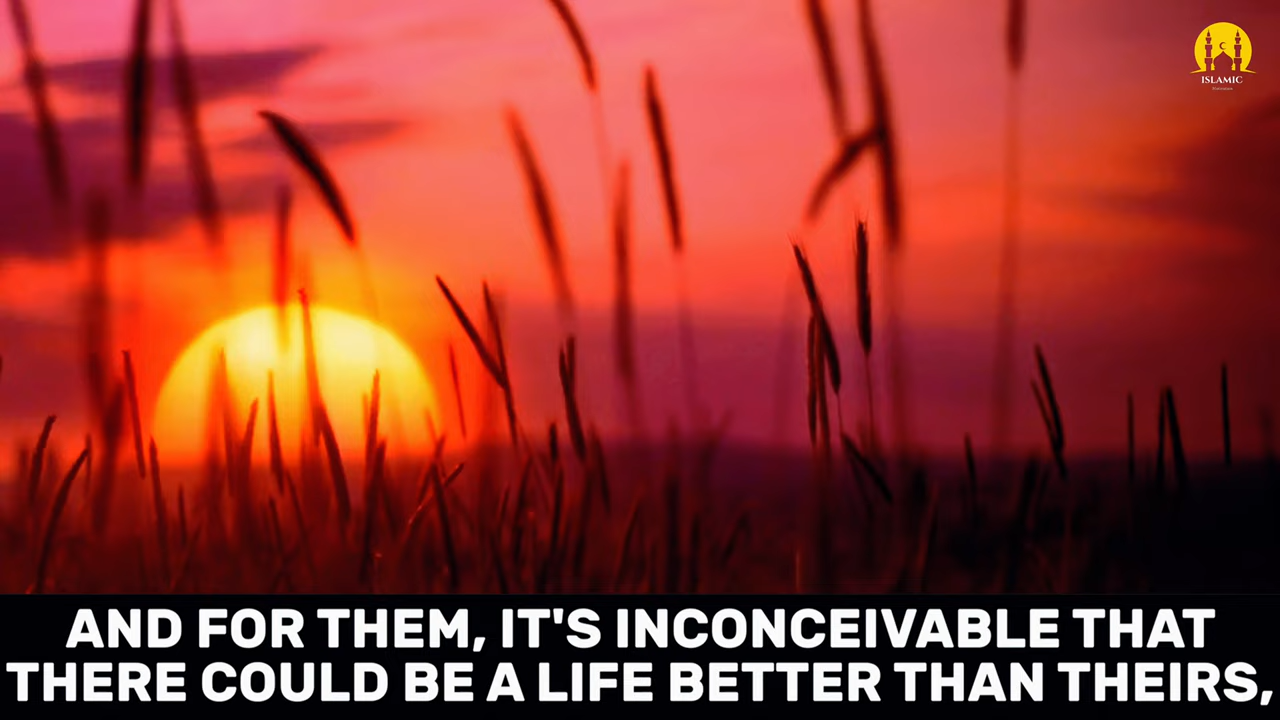 ISLAMIC
AND FOR THEM, IT'S INCONCEIVABLE THAT
THERE COULD BE A LIFE BETTER THAN THEIRS,